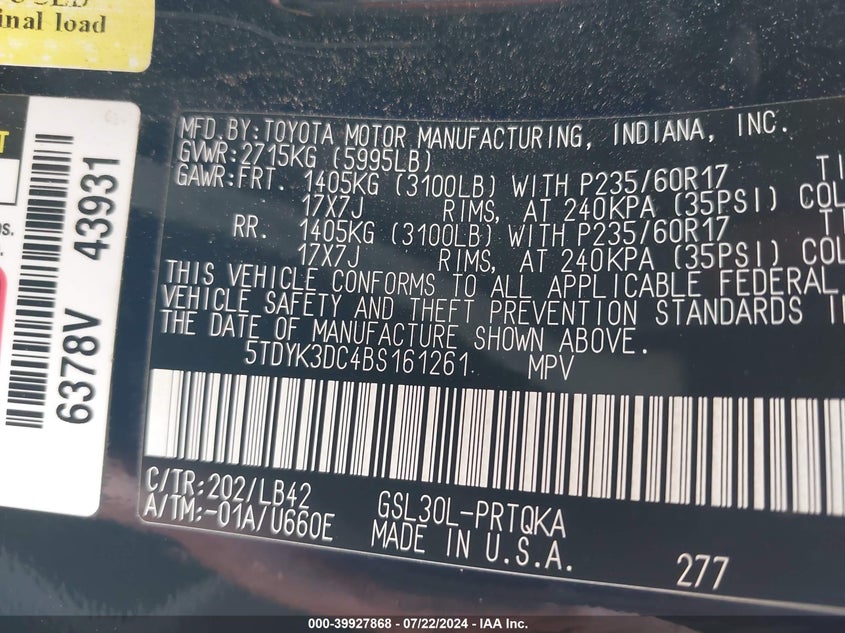 inal load
43931
6378V
MFD.BY:TOYOTA MOTOR MANUFACTURING, INDIANA, INC.
GVWR:2715KG (5995LB)
GAWR:FRT. 1405KG (3100LB) WITH P235/60R17 TI
17X7J RIMS, AT 240KPA (35PSI) COL
RR. 1405KG (3100LB) WITH P235/60R17 TI
17X7J RIMS, AT 240KPA (35PSI) COL
THIS VEHICLE CONFORMS TO ALL APPLICABLE FEDERAL
VEHICLE SAFETY AND THEFT PREVENTION STANDARDS I
THE DATE OF MANUFACTURE SHOWN ABOVE.
5TDYK3DC4BS161261 MPV
C/TR:202/LB42 GSL30L-PRTQKA
A/TM:-01A/U660E MADE IN U.S.A.
277
000-39927868 - 07/22/2024 - IAA Inc.